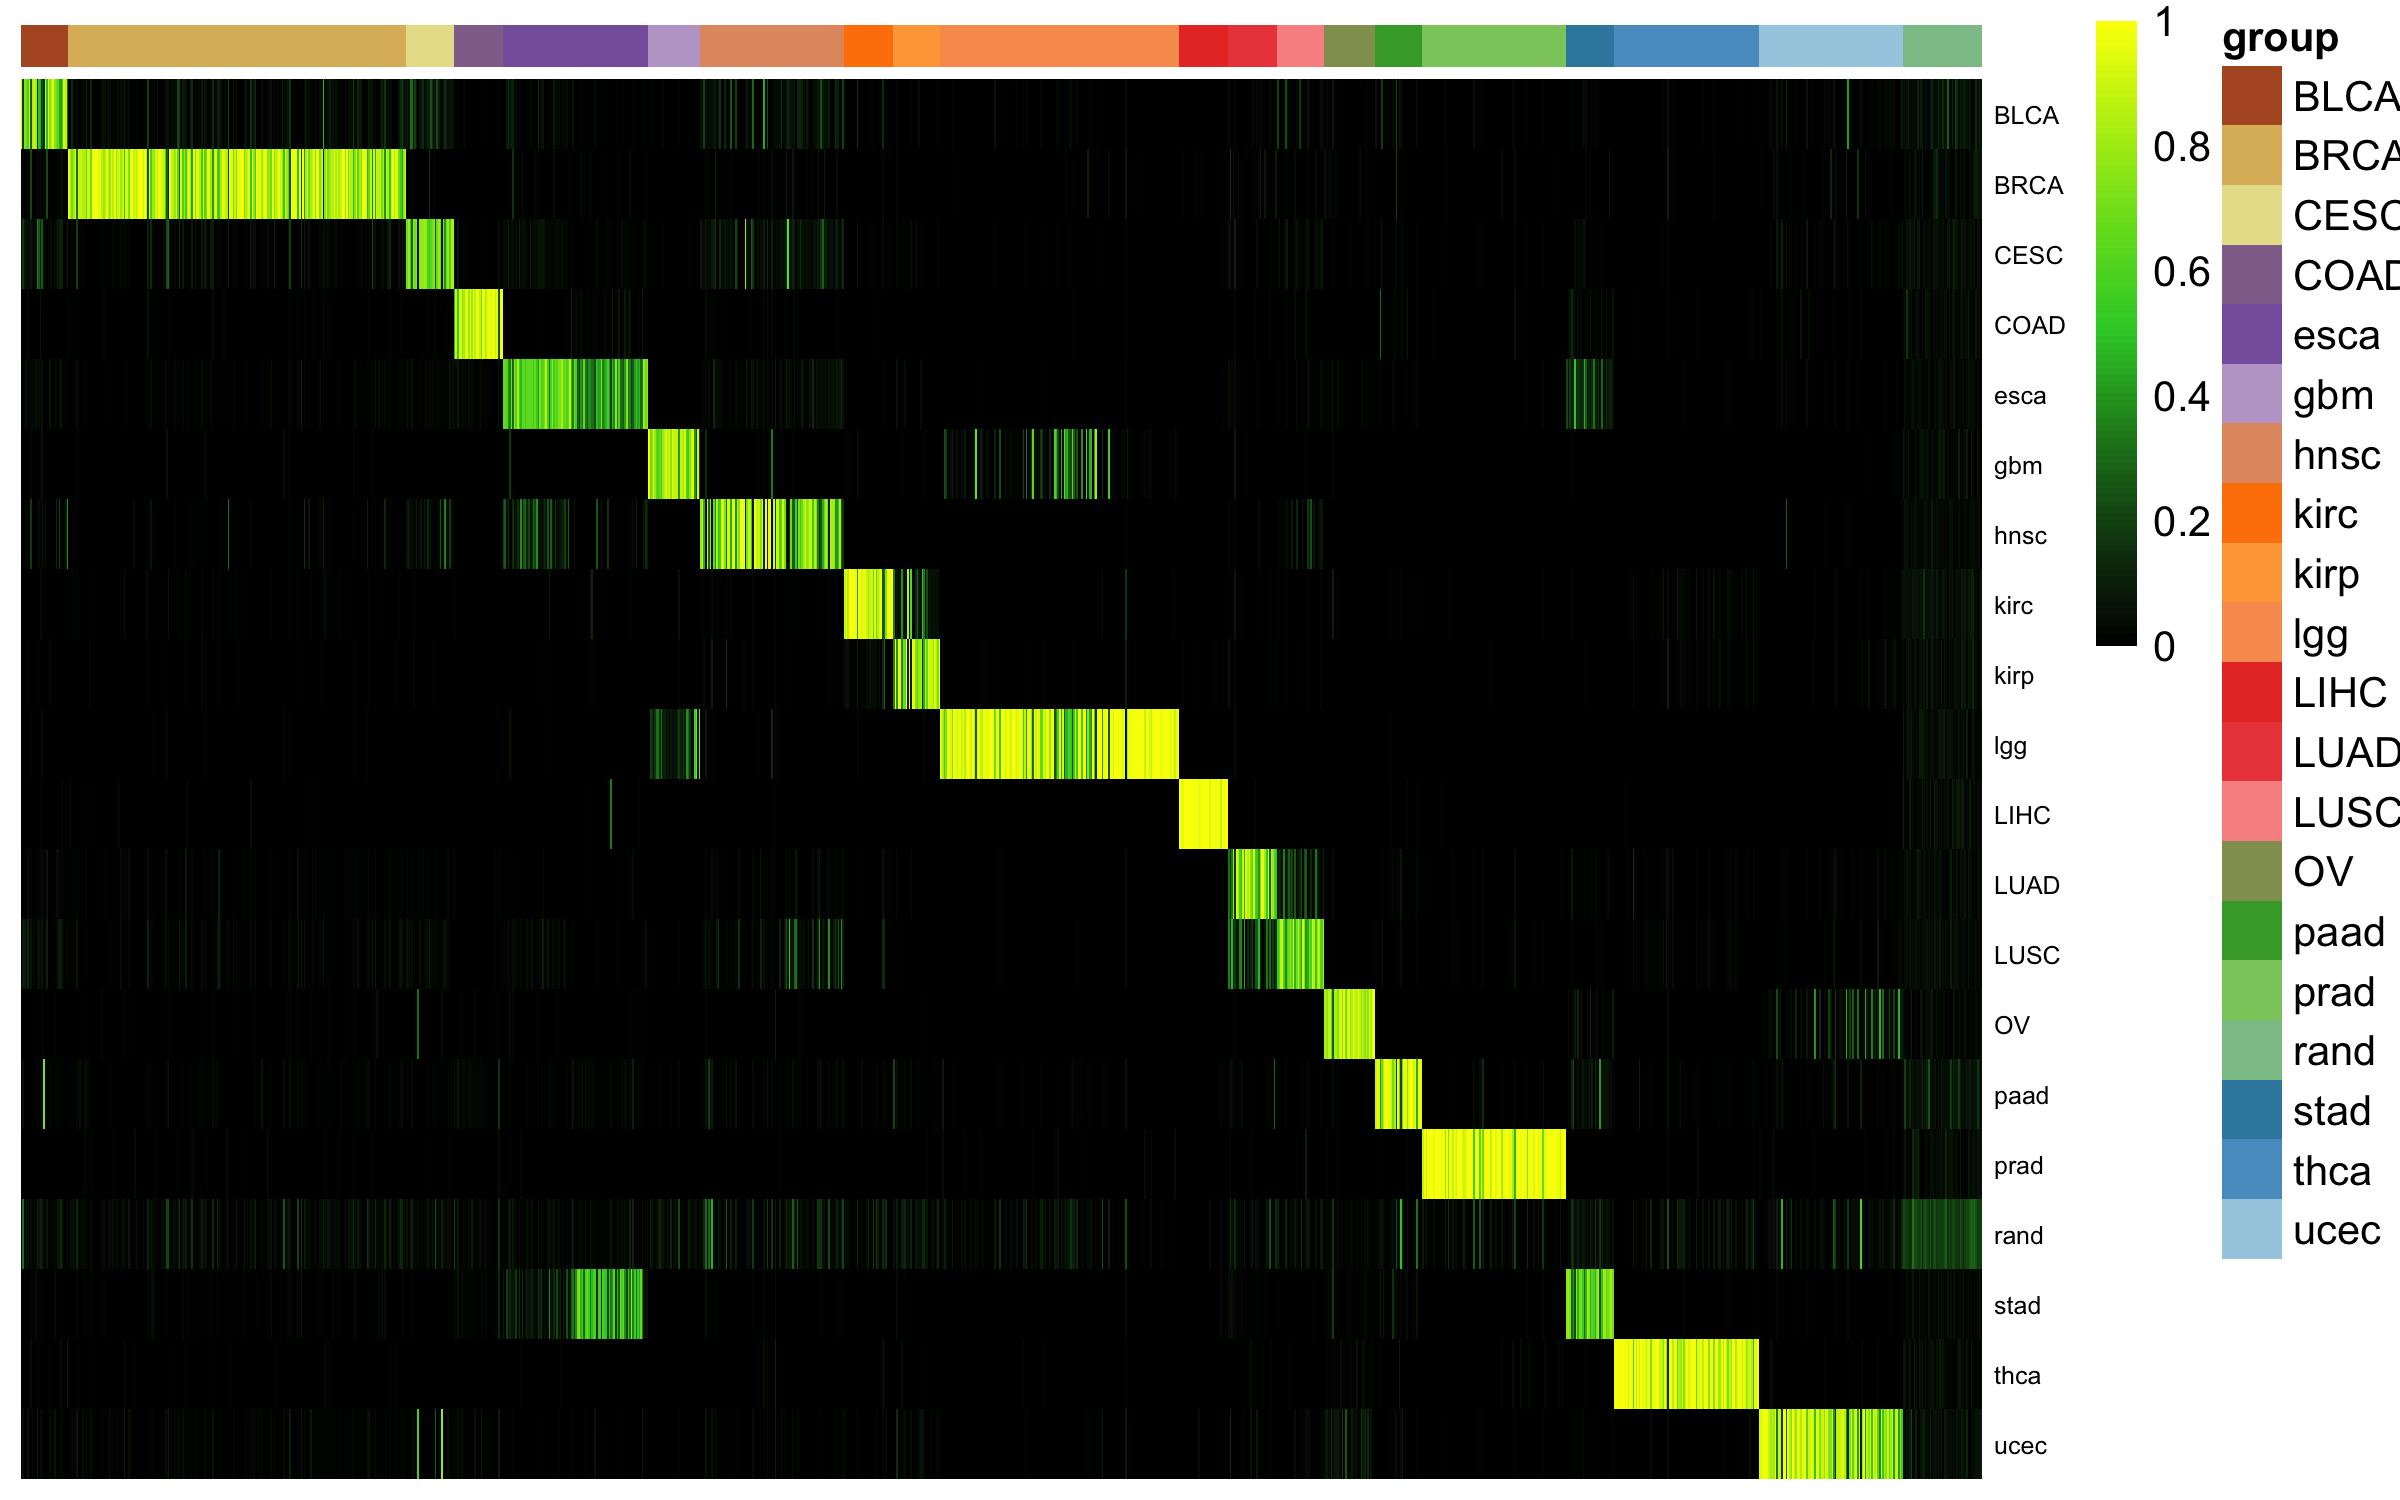 BLCA
BRCA
CESC
COAD
esca
gbm
hnsc
kirc
kirp
lgg
LIHC
LUAD
LUSC
OV
paad
prad
rand
stad
thca
ucec
1
0.8
0.6
0.4
0.2
0
group
BLCA
BRCA
CESC
COAD
esca
gbm
hnsc
kirc
kirp
lgg
LIHC
LUAD
LUSC
OV
paad
prad
rand
stad
thca
ucec